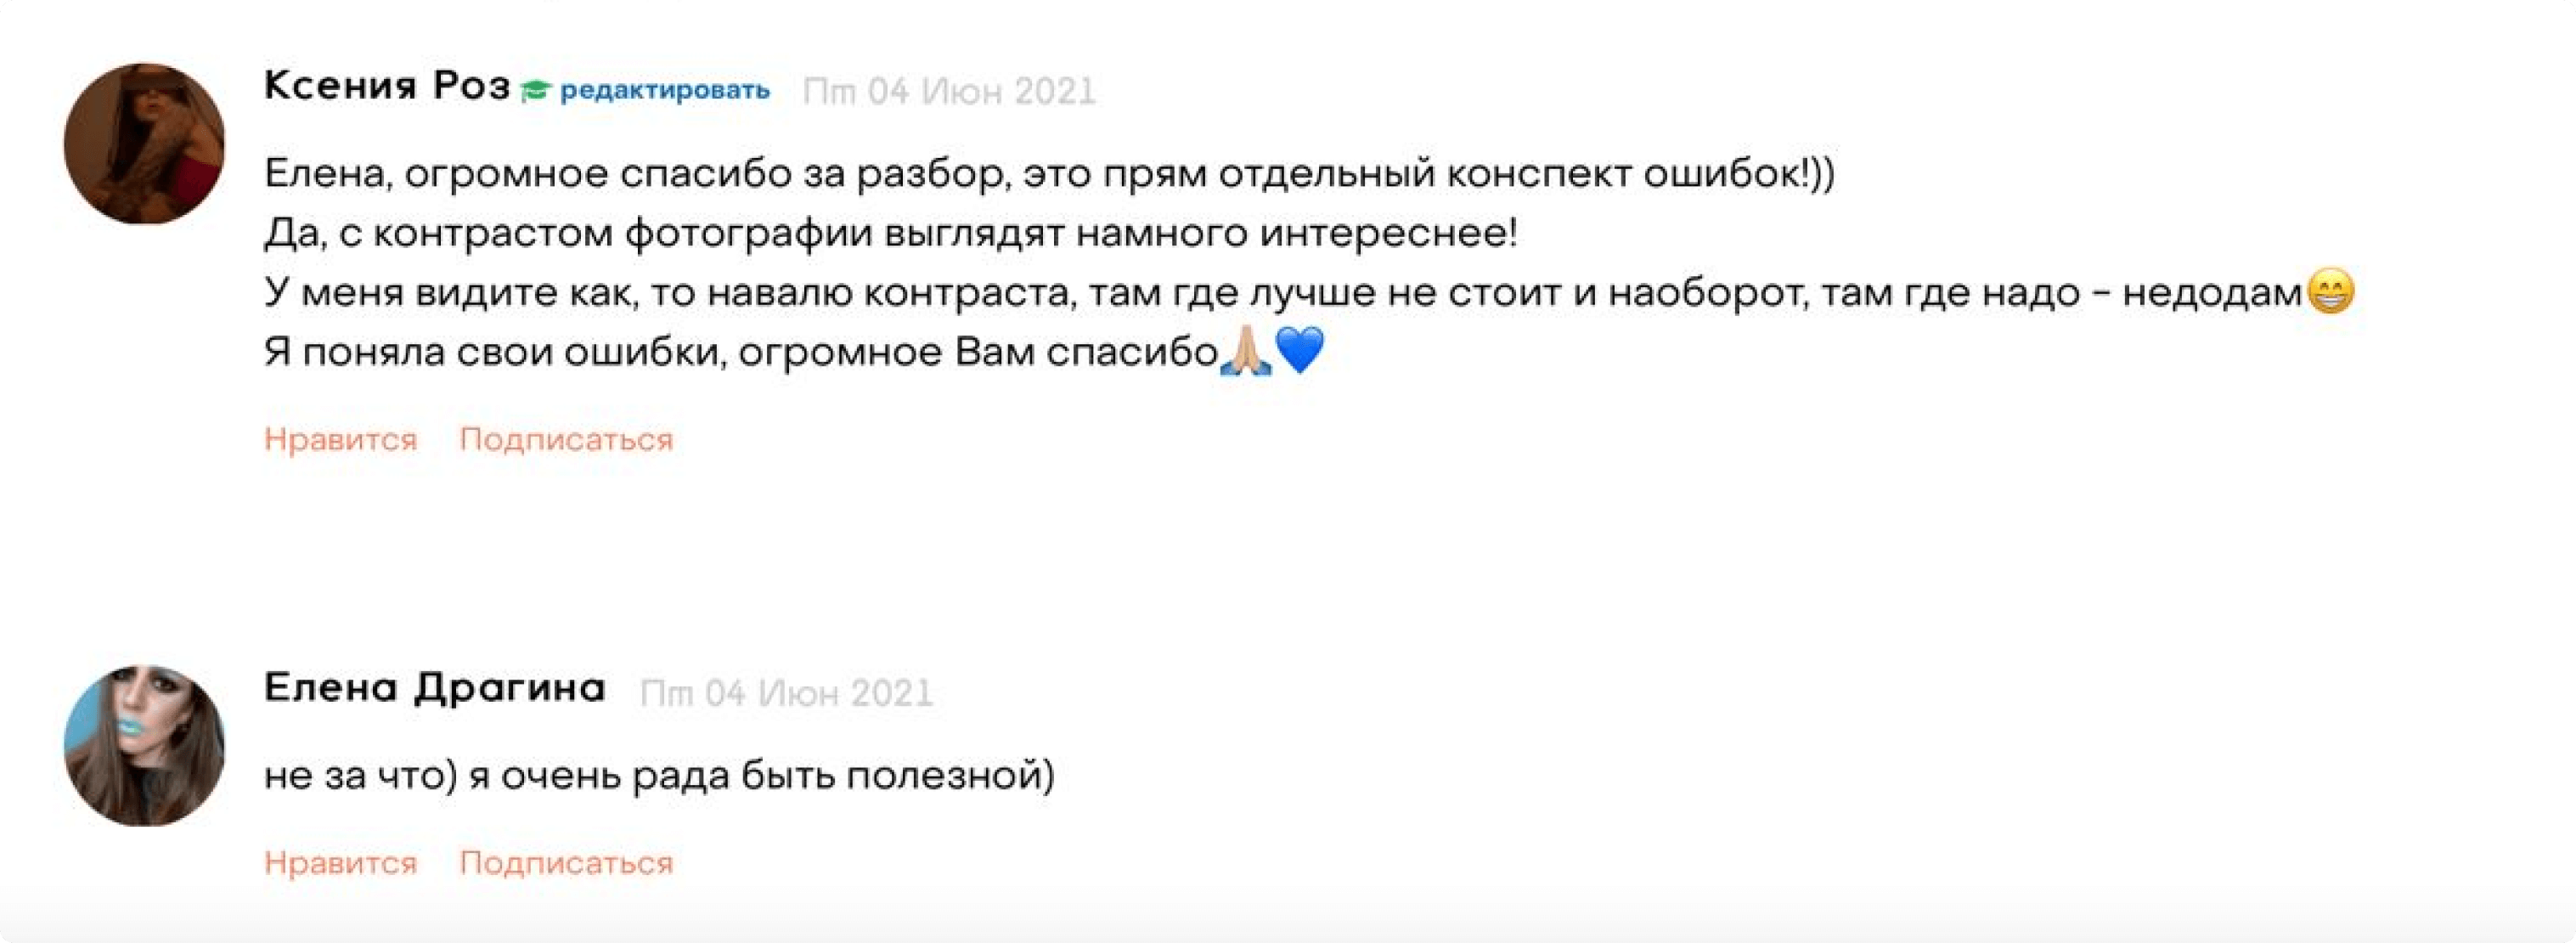 Ксения Роз редактировать Пт 04 Июн 2021
Елена, огромное спасибо за разбор, это прям отдельный конспект ошибок!))
Да, с контрастом фотографии выглядят намного интереснее!
У меня видите как, то навалю контраста, там где лучше не стоит и наоборот, там где надо - недодам😁
Я поняла свои ошибки, огромное Вам спасибо🙏🏼💙
Нравится Подписаться
Елена Драгина Пт 04 Июн 2021
не за что) я очень рада быть полезной)
Нравится Подписаться